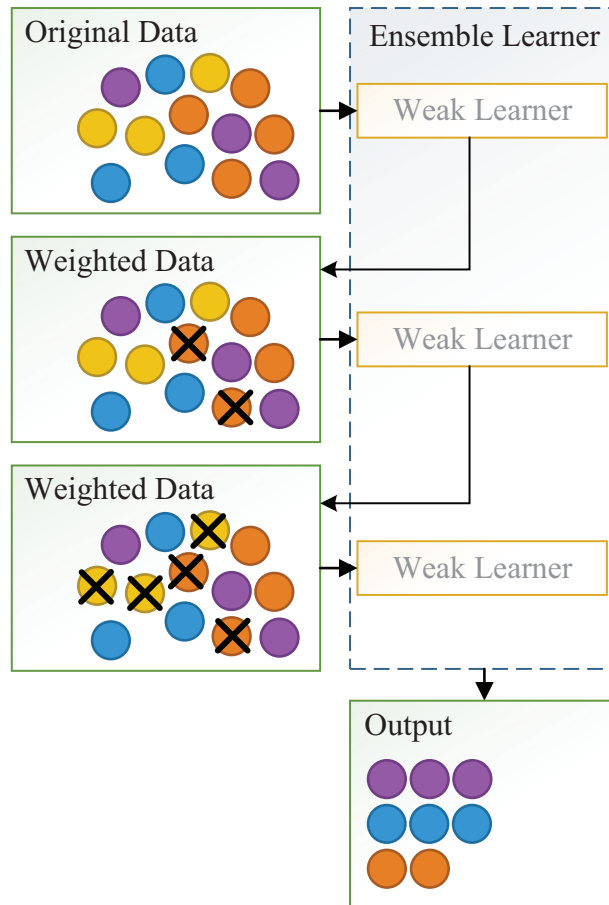 Original Data
Ensemble Learner
Weak Learner
Weighted Data
Weak Learner
Weighted Data
Weak Learner
Output